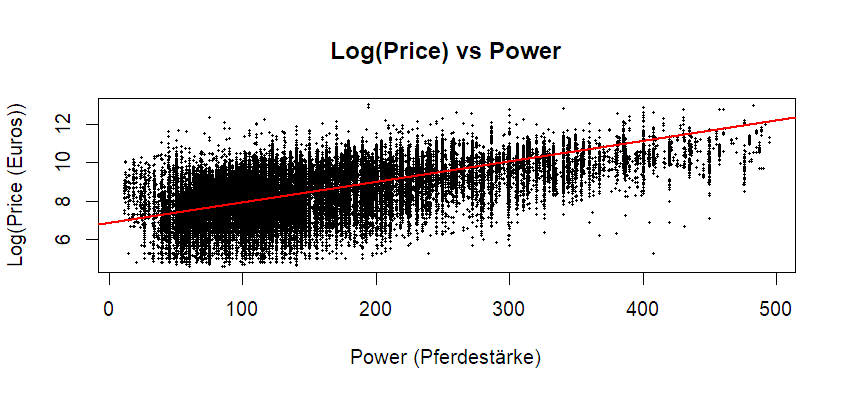 Log(Price) vs Power
Log(Price (Euros))
12
10
8
6
0 100 200 300 400 500
Power (Pferdestärke)